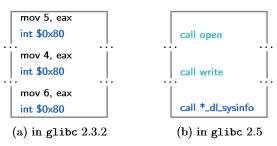 mov 5, eax
int $0x80
...
...
mov 4, eax
int $0x80
...
...
mov 6, eax
int $0x80
(a) in glibc 2.3.2
call open
...
...
call write
...
...
call *_dl_sysinfo
(b) in glibc 2.5